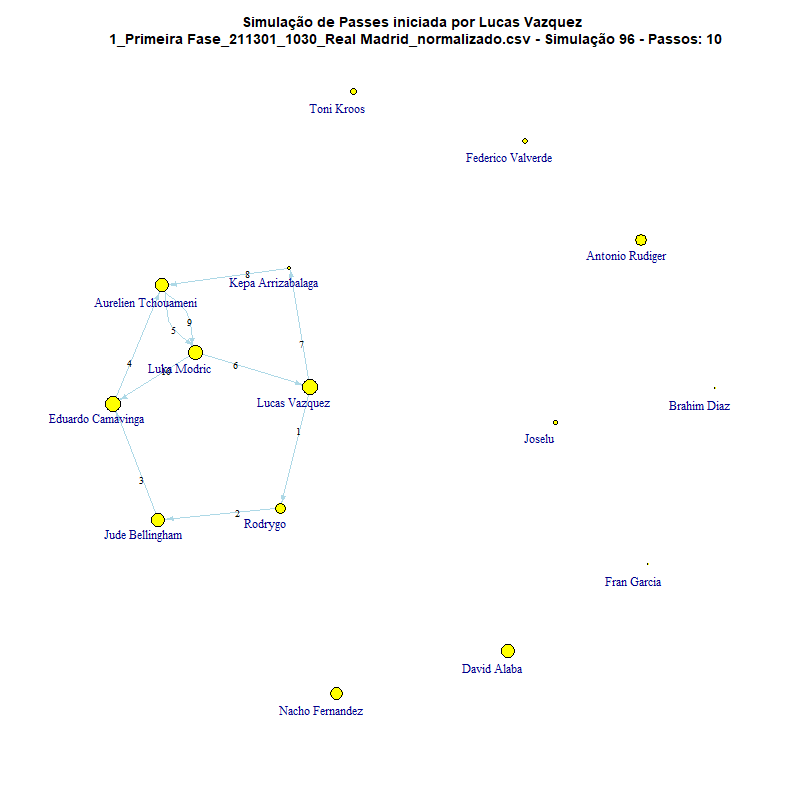 Simulação de Passes iniciada por Lucas Vazquez
1_Primeira Fase_211301_1030_Real Madrid_normalizado.csv - Simulação 96 - Passos: 10
Toni Kroos
Federico Valverde
Antonio Rudiger
8
Kepa Arrizabalaga
Aurelien Tchouameni
9
5
7
4
6
Luka Modric
10
Lucas Vazquez
Brahim Diaz
Eduardo Camavinga
1
Joselu
3
2
Rodrygo
Jude Bellingham
Fran Garcia
David Alaba
Nacho Fernandez